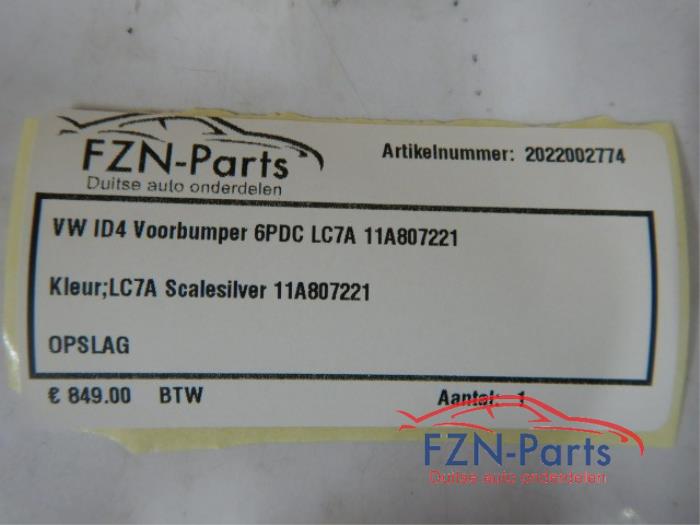 FZN-Parts
Duitse auto onderdelen
Artikelnummer: 2022002774
VW ID4 Voorbumper 6PDC LC7A 11A807221
Kleur;LC7A Scalesilver 11A807221
OPSLAG
€ 849.00 BTW
Aantal: 1
FZN-Parts
Duitse auto onderdelen